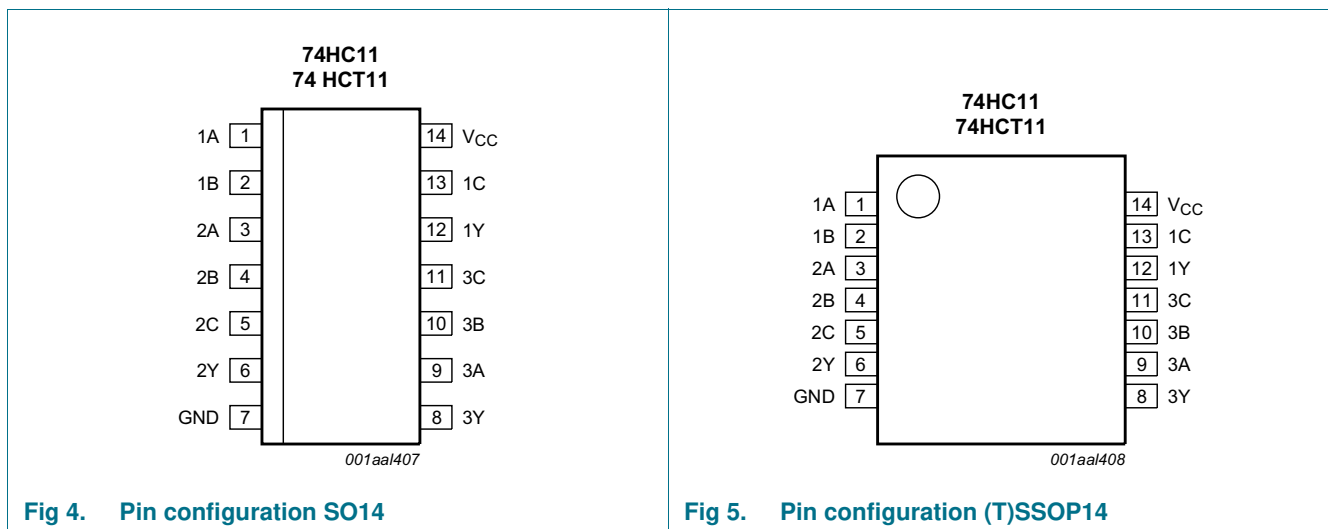 74HC11
74 HCT11
1A 1
14 VCC
1B 2
13 1C
2A 3
12 1Y
2B 4
11 3C
2C 5
10 3B
2Y 6
9 3A
GND 7
8 3Y
001aal407
Fig 4. Pin configuration SO14
74HC11
74HCT11
1A 1
14 VCC
1B 2
13 1C
2A 3
12 1Y
2B 4
11 3C
2C 5
10 3B
2Y 6
9 3A
GND 7
8 3Y
001aal408
Fig 5. Pin configuration (T)SSOP14